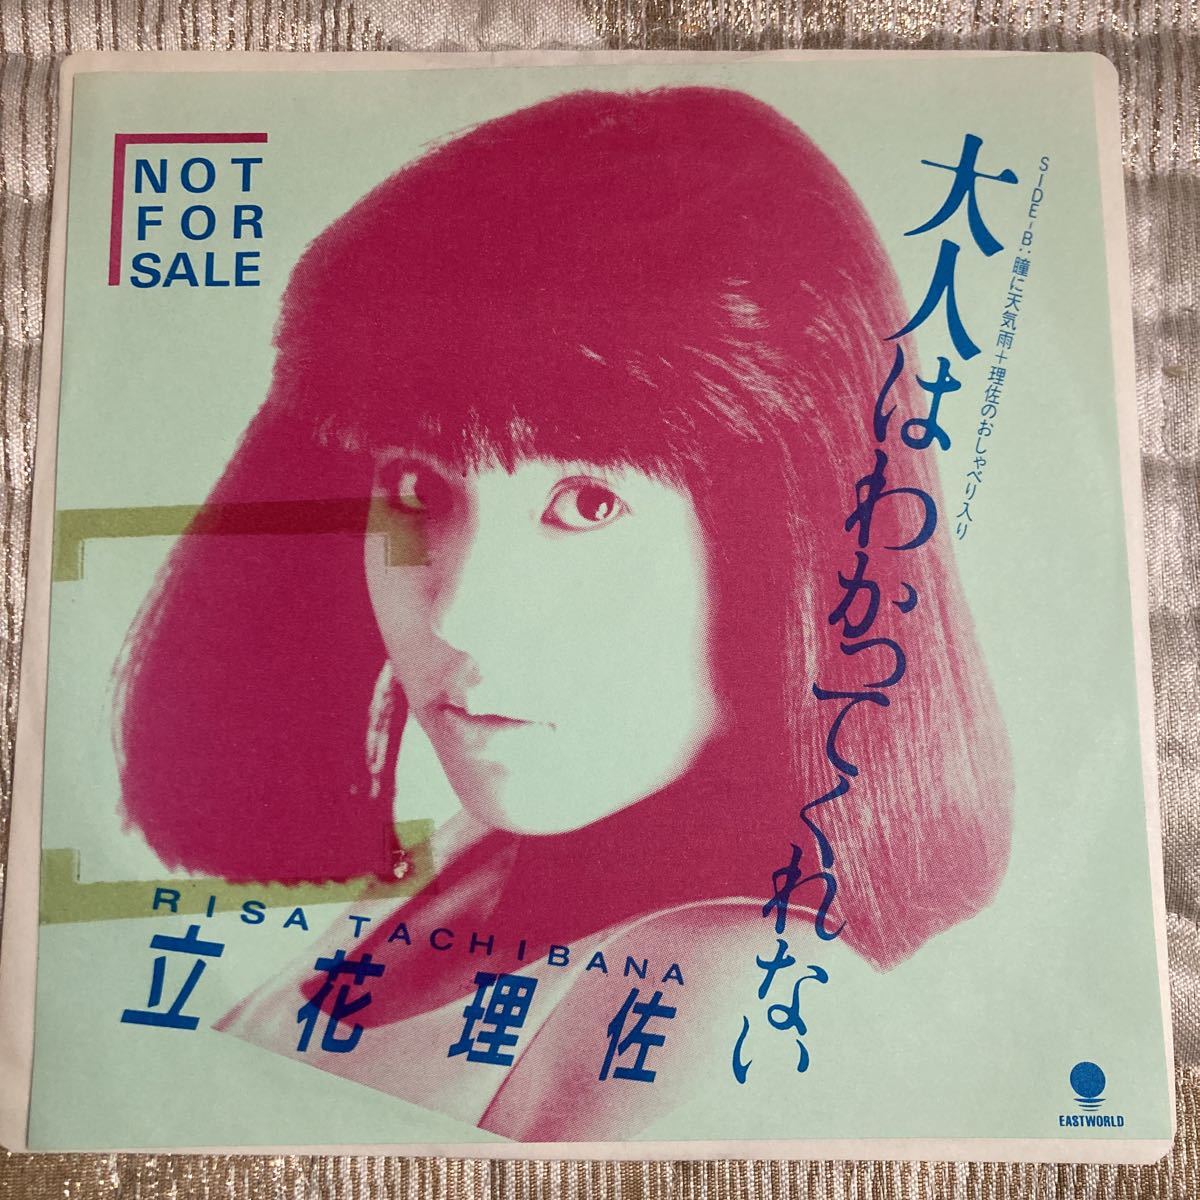 NOT
FOR
SALE
大人はわかってくれない
SIDE-B:瞳に天気雨+理佐のおしゃべり入り
RISA TACHIBANA
立花理佐
EASTWORLD